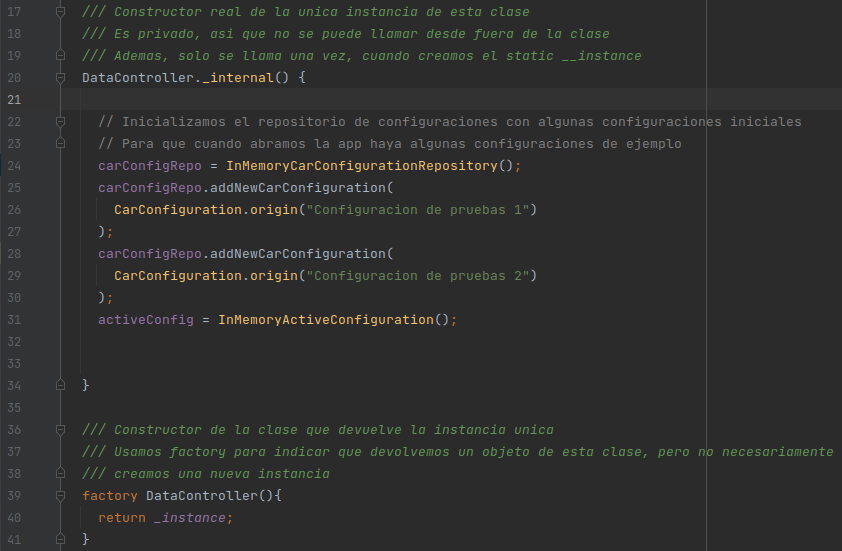 17 /// Constructor real de la unica instancia de esta clase
18 /// Es privado, asi que no se puede llamar desde fuera de la clase
19 /// Ademas, solo se llama una vez, cuando creamos el static __instance
20 DataController._internal() {
21
22 // Inicializamos el repositorio de configuraciones con algunas configuraciones iniciales
23 // Para que cuando abramos la app haya algunas configuraciones de ejemplo
24 carConfigRepo = InMemoryCarConfigurationRepository();
25 carConfigRepo.addNewCarConfiguration(
26 CarConfiguration.origin("Configuracion de pruebas 1")
27 );
28 carConfigRepo.addNewCarConfiguration(
29 CarConfiguration.origin("Configuracion de pruebas 2")
30 );
31 activeConfig = InMemoryActiveConfiguration();
32
33
34 }
35
36 /// Constructor de la clase que devuelve la instancia unica
37 /// Usamos factory para indicar que devolvemos un objeto de esta clase, pero no necesariamente
38 /// creamos una nueva instancia
39 factory DataController(){
40 return _instance;
41 }